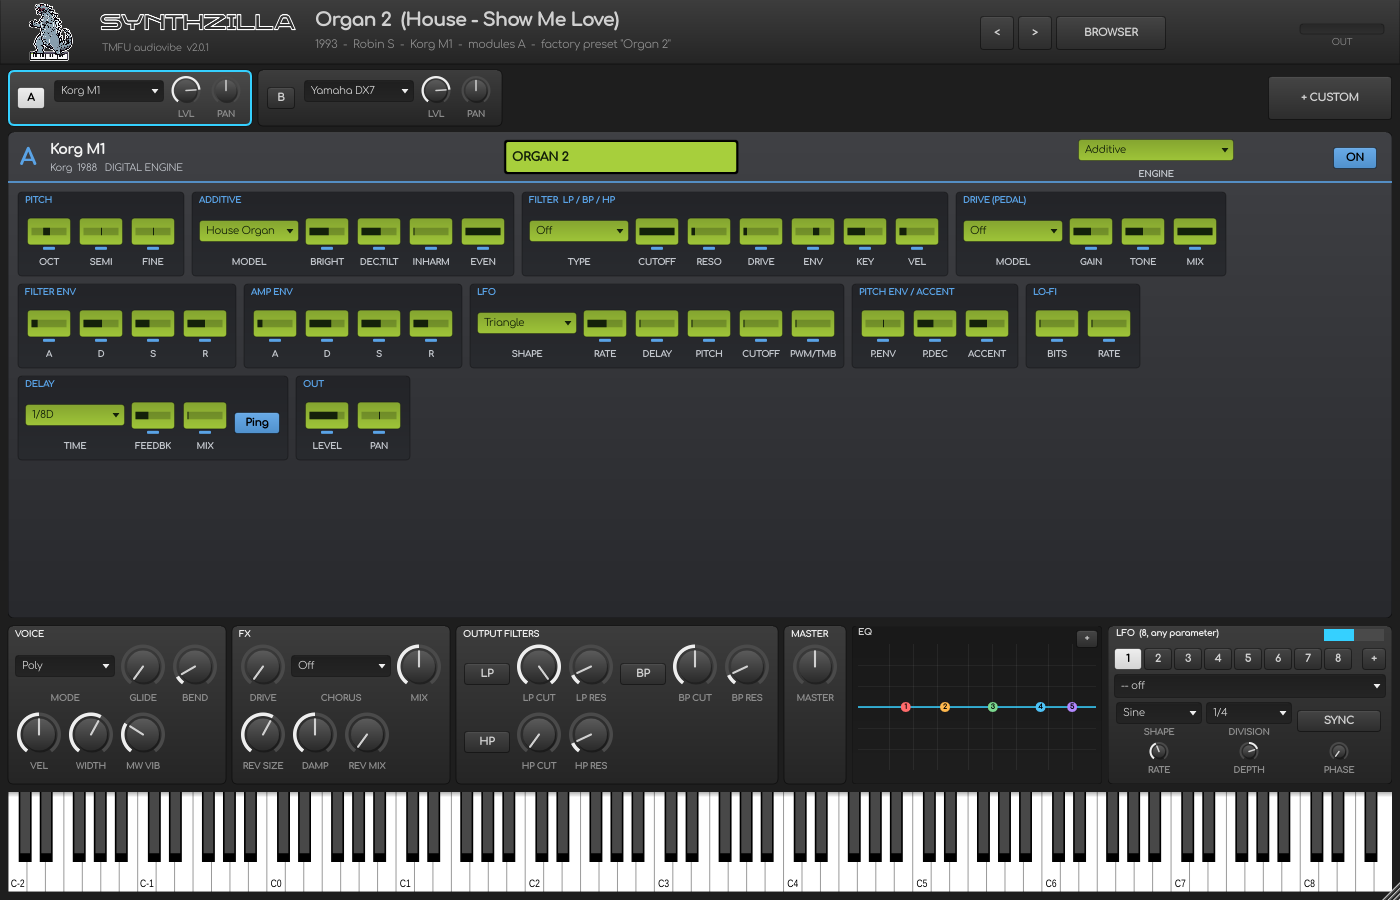 SYNTHZILLA
TMFU audiovibe v2.0.1
Organ 2 (House - Show Me Love)
1993 - Robin S - Korg M1 - modules A - factory preset "Organ 2"
< > BROWSER
OUT
A Korg M1 LVL PAN
B Yamaha DX7 LVL PAN
+ CUSTOM
A Korg M1
Korg 1988 DIGITAL ENGINE
ORGAN 2
Additive
ENGINE
ON
PITCH
OCT SEMI FINE
ADDITIVE
House Organ
MODEL BRIGHT DEC.TILT INHARM EVEN
FILTER LP / BP / HP
Off
TYPE CUTOFF RESO DRIVE ENV KEY VEL
DRIVE (PEDAL)
Off
MODEL GAIN TONE MIX
FILTER ENV
A D S R
AMP ENV
A D S R
LFO
Triangle
SHAPE RATE DELAY PITCH CUTOFF PWM/TMB
PITCH ENV / ACCENT
P.ENV P.DEC ACCENT
LO-FI
BITS RATE
DELAY
1/8D Ping
TIME FEEDBK MIX
OUT
LEVEL PAN
VOICE
Poly
MODE GLIDE BEND
VEL WIDTH MW VIB
FX
Off
DRIVE CHORUS MIX
REV SIZE DAMP REV MIX
OUTPUT FILTERS
LP BP
LP CUT LP RES BP CUT BP RES
HP
HP CUT HP RES
MASTER
MASTER
EQ +
1 2 3 4 5
LFO (8, any parameter)
1 2 3 4 5 6 7 8 +
-- off
Sine 1/4 SYNC
SHAPE DIVISION
RATE DEPTH PHASE
C-2 C-1 C0 C1 C2 C3 C4 C5 C6 C7 C8